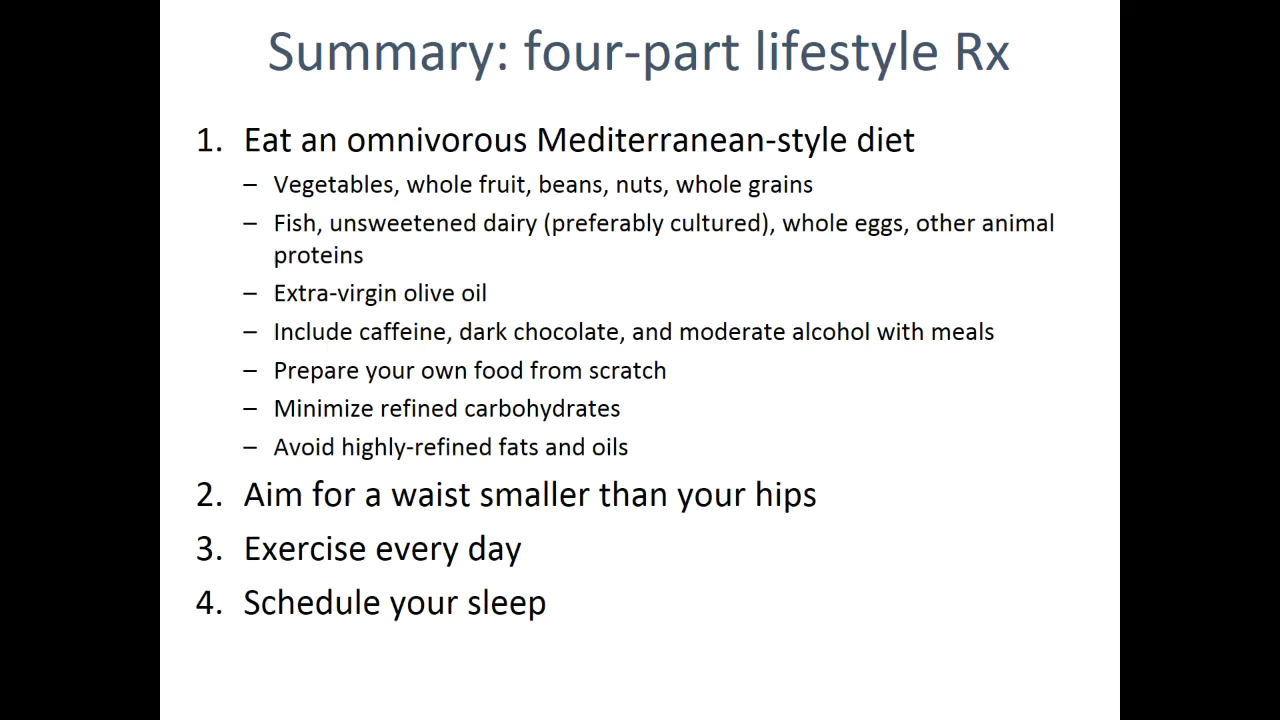 Summary: four-part lifestyle Rx
1. Eat an omnivorous Mediterranean-style diet
– Vegetables, whole fruit, beans, nuts, whole grains
– Fish, unsweetened dairy (preferably cultured), whole eggs, other animal
proteins
– Extra-virgin olive oil
– Include caffeine, dark chocolate, and moderate alcohol with meals
– Prepare your own food from scratch
– Minimize refined carbohydrates
– Avoid highly-refined fats and oils
2. Aim for a waist smaller than your hips
3. Exercise every day
4. Schedule your sleep